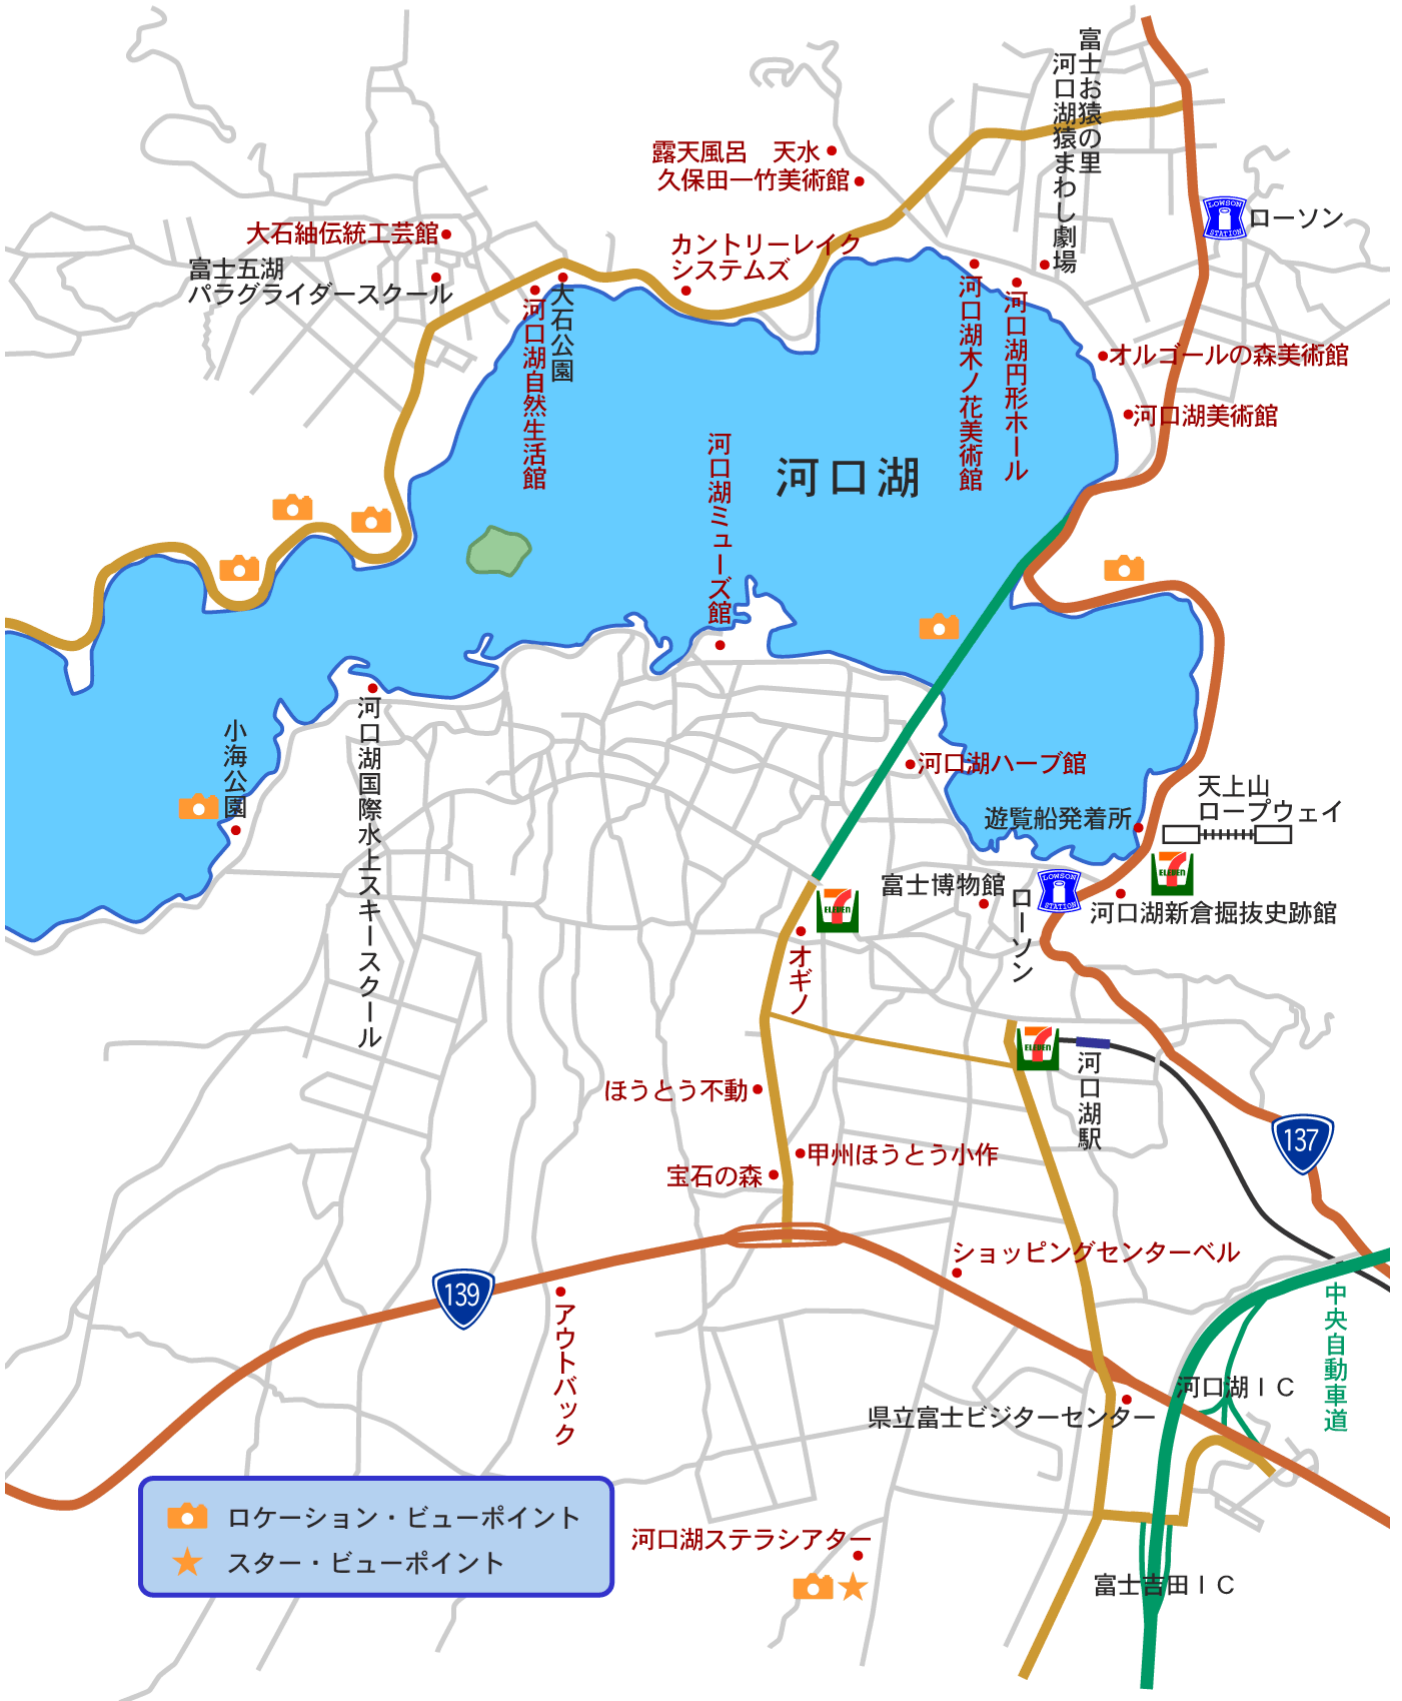 富士お猿の里
河口湖猿まわし劇場
露天風呂　天水
久保田一竹美術館
LOWSON
STATION
ローソン
大石紬伝統工芸館
カントリーレイク
システムズ
富士五湖
パラグライダースクール
大石公園
河口湖自然生活館
河口湖木ノ花美術館
河口湖円形ホール
オルゴールの森美術館
河口湖美術館
河口湖ミューズ館
河口湖
小海公園
河口湖国際水上スキースクール
河口湖ハーブ館
遊覧船発着所
天上山
ロープウェイ
7
ELEVEN
富士博物館
ローソン
LOWSON
STATION
河口湖新倉掘抜史跡館
7
ELEVEN
オギノ
7
ELEVEN
河口湖駅
ほうとう不動
137
甲州ほうとう小作
宝石の森
ショッピングセンターベル
139
中央自動車道
アウトバック
河口湖ＩＣ
県立富士ビジターセンター
ロケーション・ビューポイント
スター・ビューポイント
河口湖ステラシアター
富士吉田ＩＣ